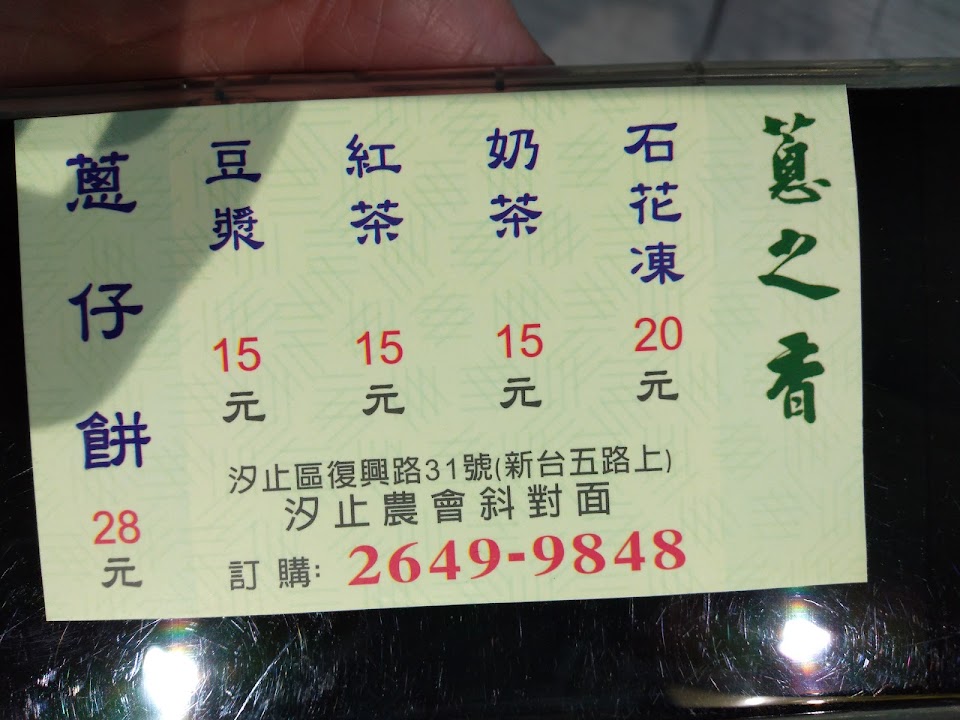 蔥之香
石花凍 20元
奶茶 15元
紅茶 15元
豆漿 15元
蔥仔餅 28元
汐止區復興路31號(新台五路上)
汐止農會斜對面
訂購: 2649-9848